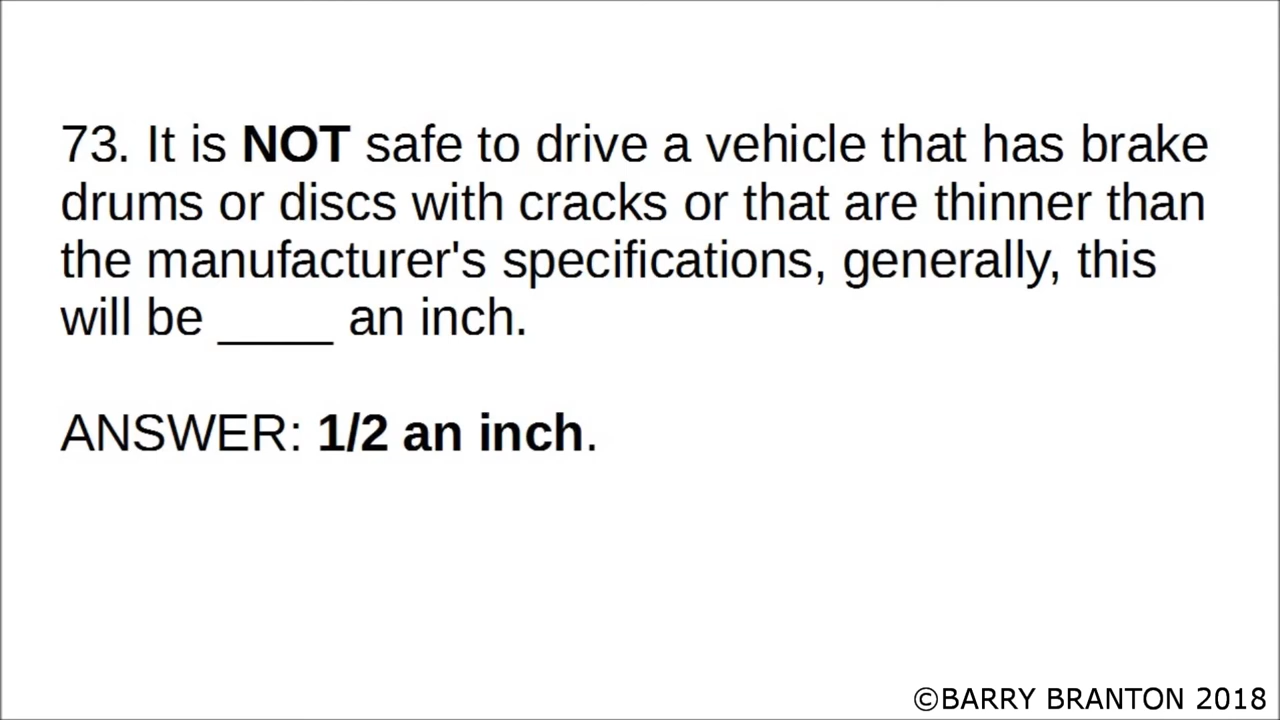 73. It is NOT safe to drive a vehicle that has brake
drums or discs with cracks or that are thinner than
the manufacturer's specifications, generally, this
will be ____ an inch.
ANSWER: 1/2 an inch.
©BARRY BRANTON 2018